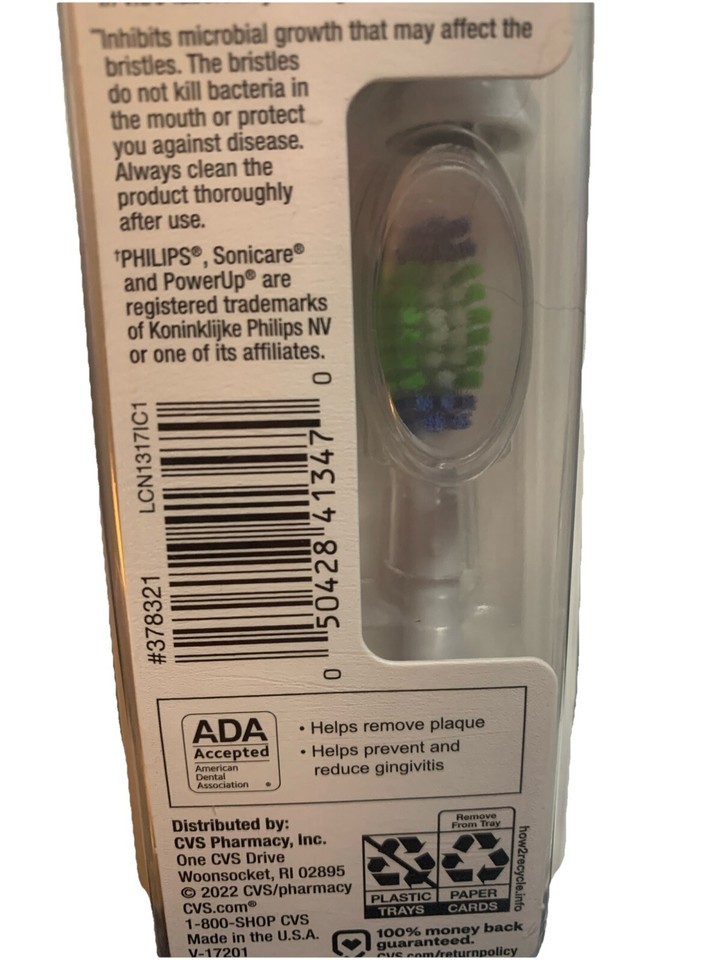 ~Inhibits microbial growth that may affect the
bristles. The bristles
do not kill bacteria in
the mouth or protect
you against disease.
Always clean the
product thoroughly
after use.
†PHILIPS®, Sonicare®
and PowerUp® are
registered trademarks
of Koninklijke Philips NV
or one of its affiliates.
LCN1317IC1
#378321
0 50428 41347 0
ADA
Accepted
American
Dental
Association ®
• Helps remove plaque
• Helps prevent and
reduce gingivitis
Distributed by:
CVS Pharmacy, Inc.
One CVS Drive
Woonsocket, RI 02895
© 2022 CVS/pharmacy
CVS.com®
1-800-SHOP CVS
Made in the U.S.A.
V-17201
Remove
From Tray
PLASTIC
TRAYS
PAPER
CARDS
how2recycle.info
100% money back
guaranteed.
CVS.com/returnpolicy